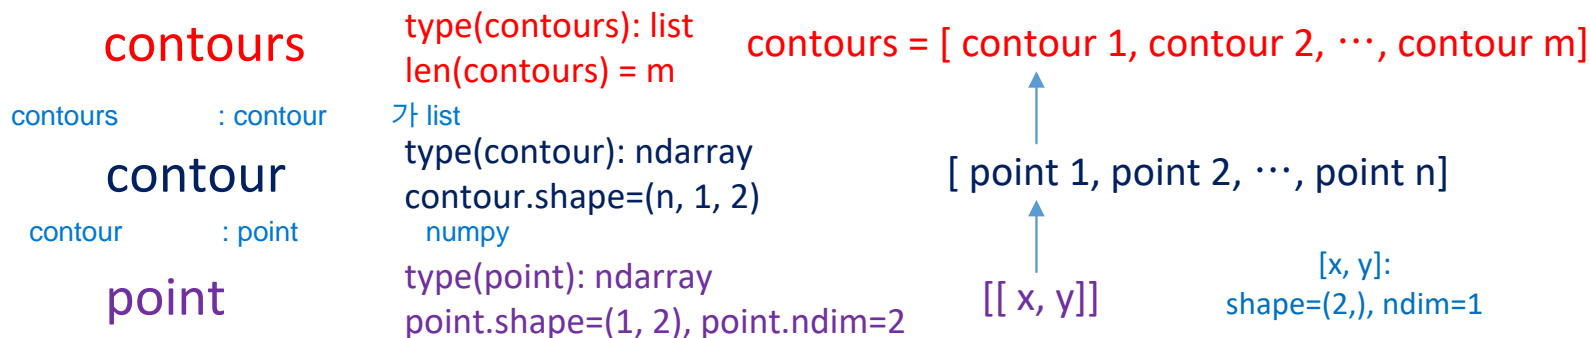 contours
type(contours): list
len(contours) = m
contours = [ contour 1, contour 2, ⋯, contour m]
contours : contour 가 list
contour
type(contour): ndarray
contour.shape=(n, 1, 2)
[ point 1, point 2, ⋯, point n]
contour : point numpy
point
type(point): ndarray
point.shape=(1, 2), point.ndim=2
[[ x, y]]
[x, y]:
shape=(2,), ndim=1